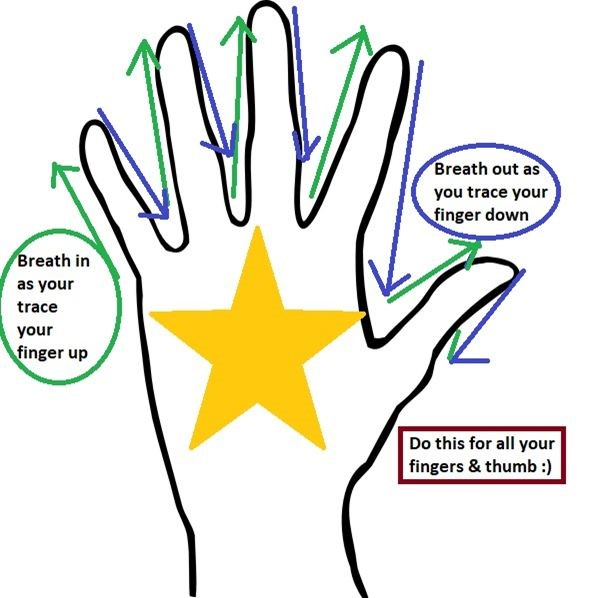 Breath in
as your
trace
your
finger up
Breath out as
you trace your
finger down
Do this for all your
fingers & thumb :)